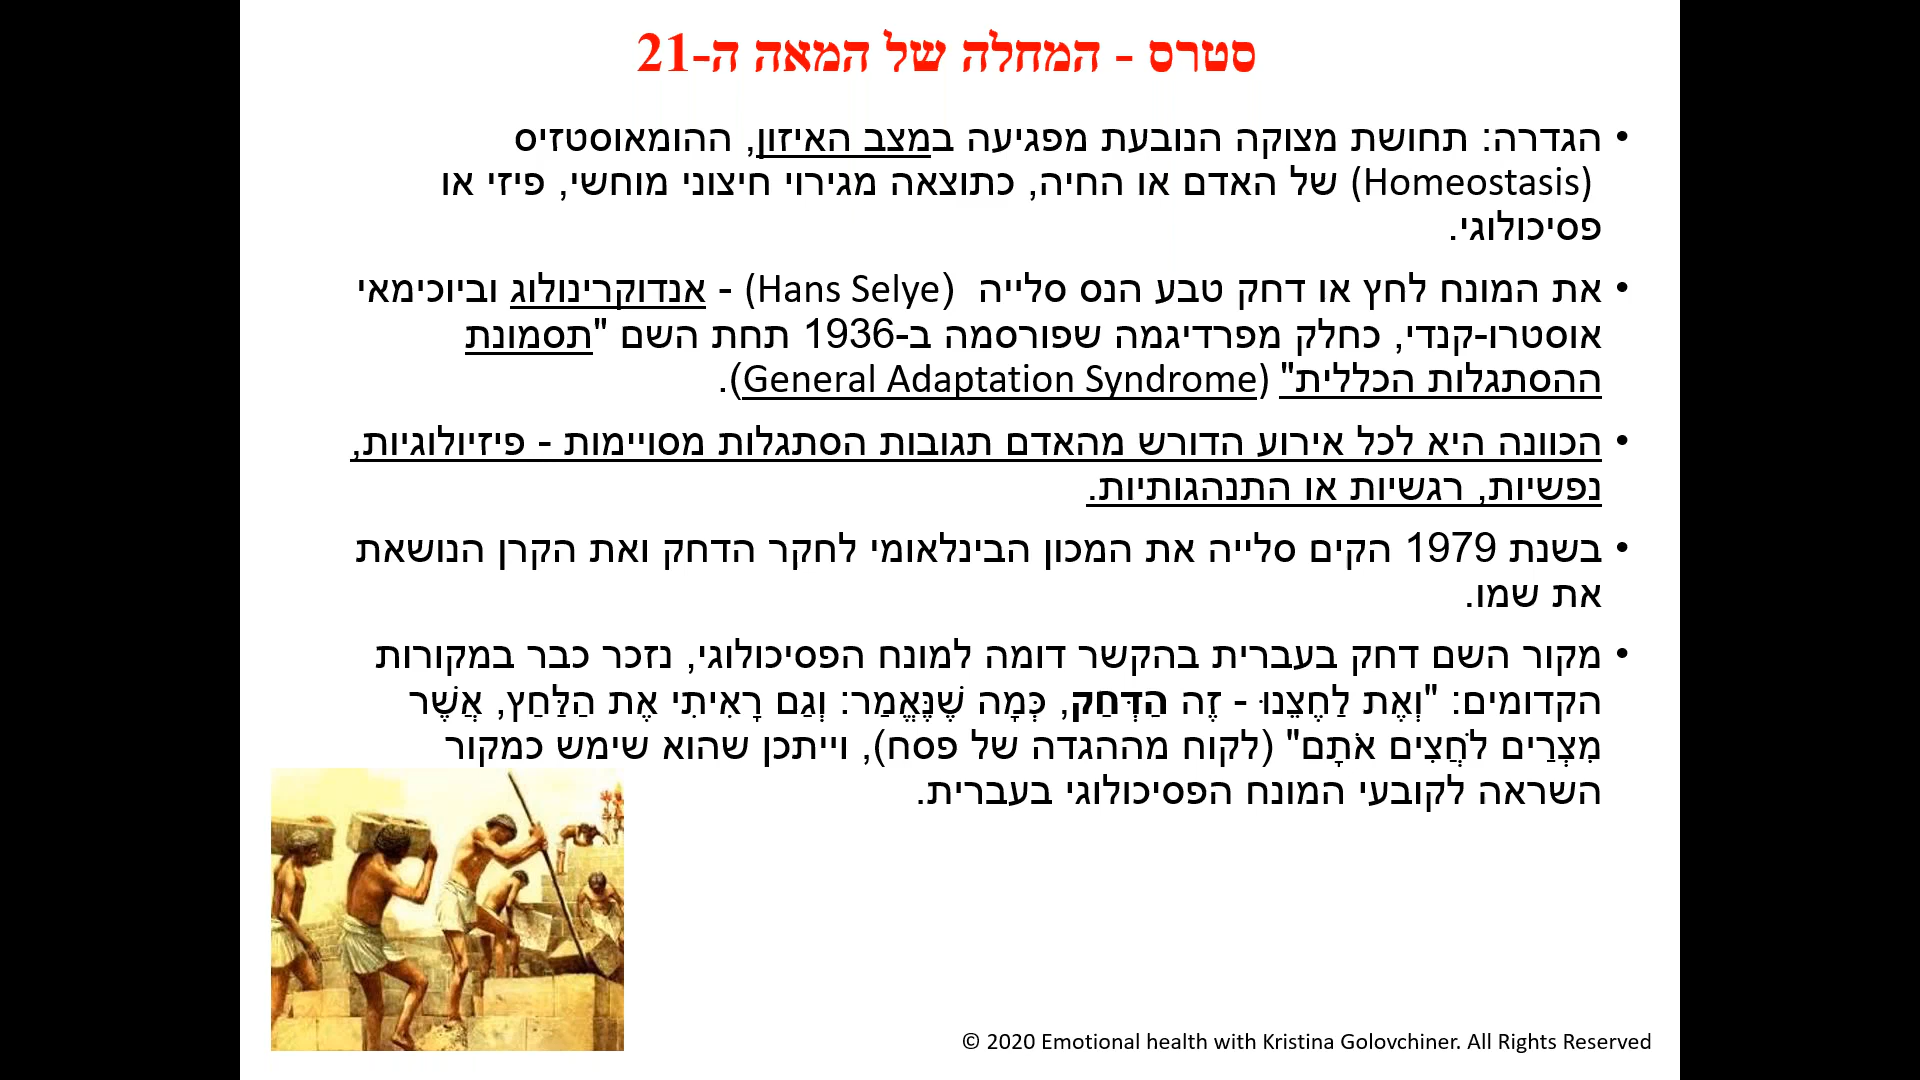 סטרס - המחלה של המאה ה-21
• הגדרה: תחושת מצוקה הנובעת מפגיעה במצב האיזון, ההומאוסטזיס
(Homeostasis) של האדם או החיה, כתוצאה מגירוי חיצוני מוחשי, פיזי או
פסיכולוגי.
• את המונח לחץ או דחק טבע הנס סלייה (Hans Selye) - אנדוקרינולוג וביוכימאי
אוסטרו-קנדי, כחלק מפרדיגמה שפורסמה ב-1936 תחת השם "תסמונת
ההסתגלות הכללית" (General Adaptation Syndrome).
• הכוונה היא לכל אירוע הדורש מהאדם תגובות הסתגלות מסויימות - פיזיולוגיות,
נפשיות, רגשיות או התנהגותיות.
• בשנת 1979 הקים סלייה את המכון הבינלאומי לחקר הדחק ואת הקרן הנושאת
את שמו.
• מקור השם דחק בעברית בהקשר דומה למונח הפסיכולוגי, נזכר כבר במקורות
הקדומים: "וְאֶת לַחְצֵנוּ - זֶה הַדְּחַק, כְּמָה שֶׁנֶּאֱמַר: וְגַם רָאִיתִי אֶת הַלַּחַץ, אֲשֶׁר
מִצְרַיִם לֹחֲצִים אֹתָם" (לקוח מההגדה של פסח), וייתכן שהוא שימש כמקור
השראה לקובעי המונח הפסיכולוגי בעברית.
© 2020 Emotional health with Kristina Golovchiner. All Rights Reserved